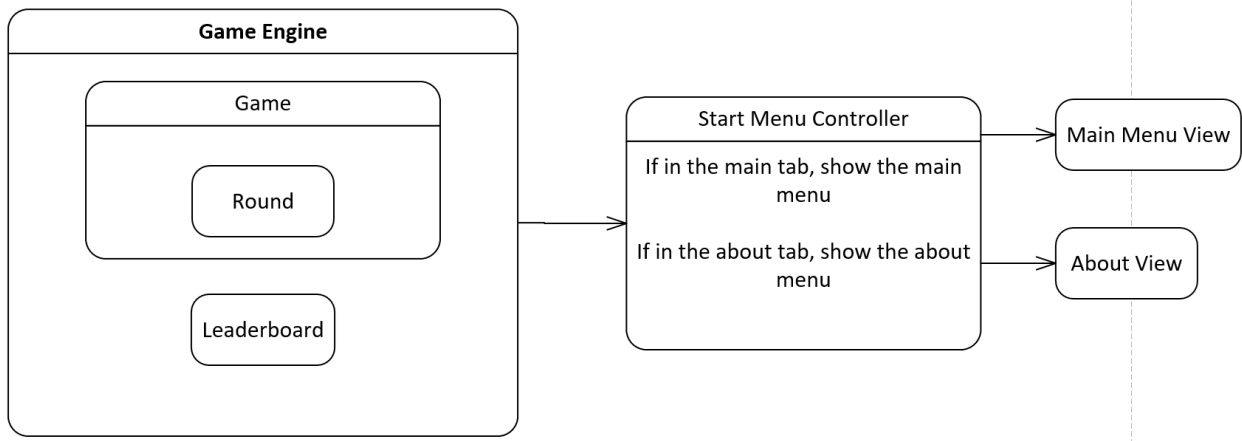 Game Engine
Game
Round
Leaderboard
Start Menu Controller
If in the main tab, show the main
menu
If in the about tab, show the about
menu
Main Menu View
About View